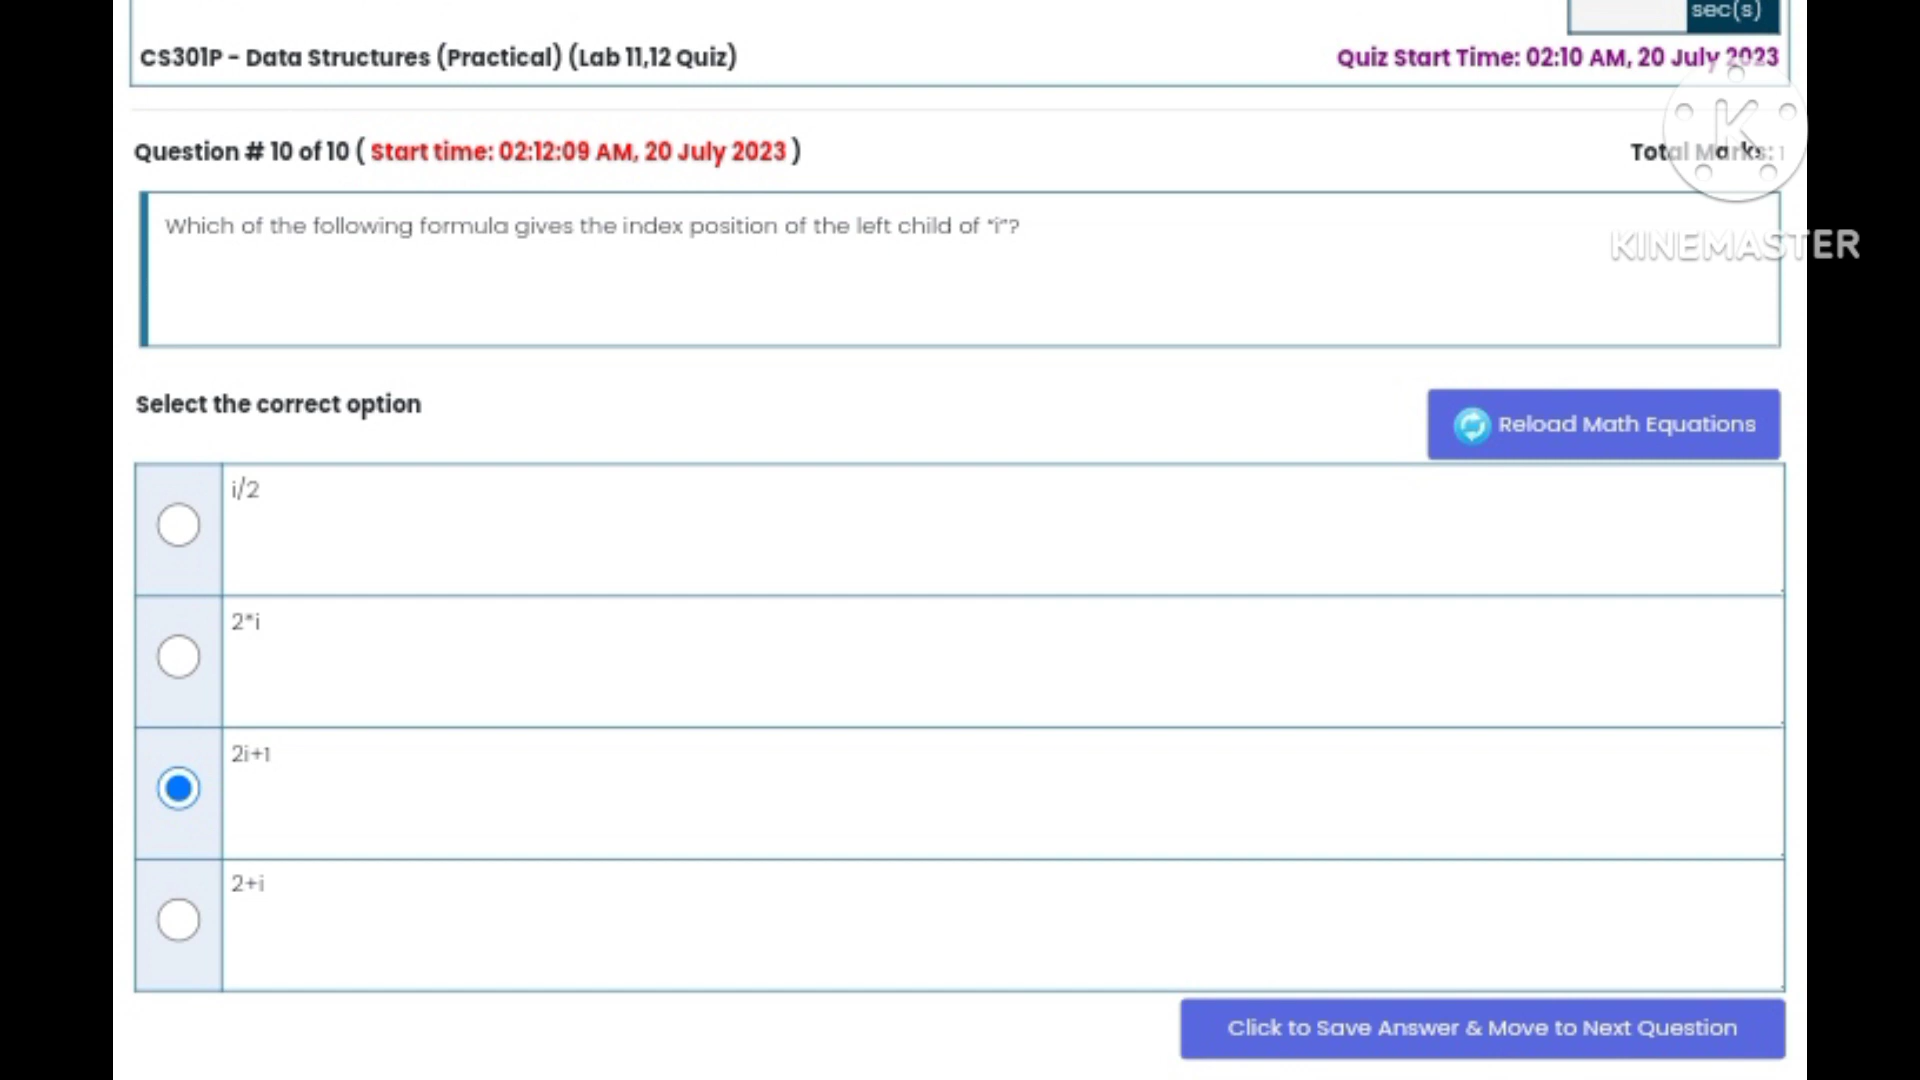 sec(s)
CS301P - Data Structures (Practical) (Lab 11,12 Quiz)
Quiz Start Time: 02:10 AM, 20 July 2023
Question # 10 of 10 ( Start time: 02:12:09 AM, 20 July 2023 )
Total Marks: 1
K
KINEMASTER
Which of the following formula gives the index position of the left child of "i"?
Select the correct option
Reload Math Equations
i/2
2*i
2i+1
2+i
Click to Save Answer & Move to Next Question